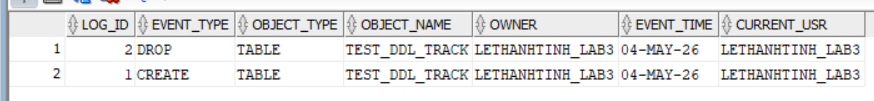 LOG_ID EVENT_TYPE OBJECT_TYPE OBJECT_NAME OWNER EVENT_TIME CURRENT_USR
1 2 DROP TABLE TEST_DDL_TRACK LETHANHTINH_LAB3 04-MAY-26 LETHANHTINH_LAB3
2 1 CREATE TABLE TEST_DDL_TRACK LETHANHTINH_LAB3 04-MAY-26 LETHANHTINH_LAB3